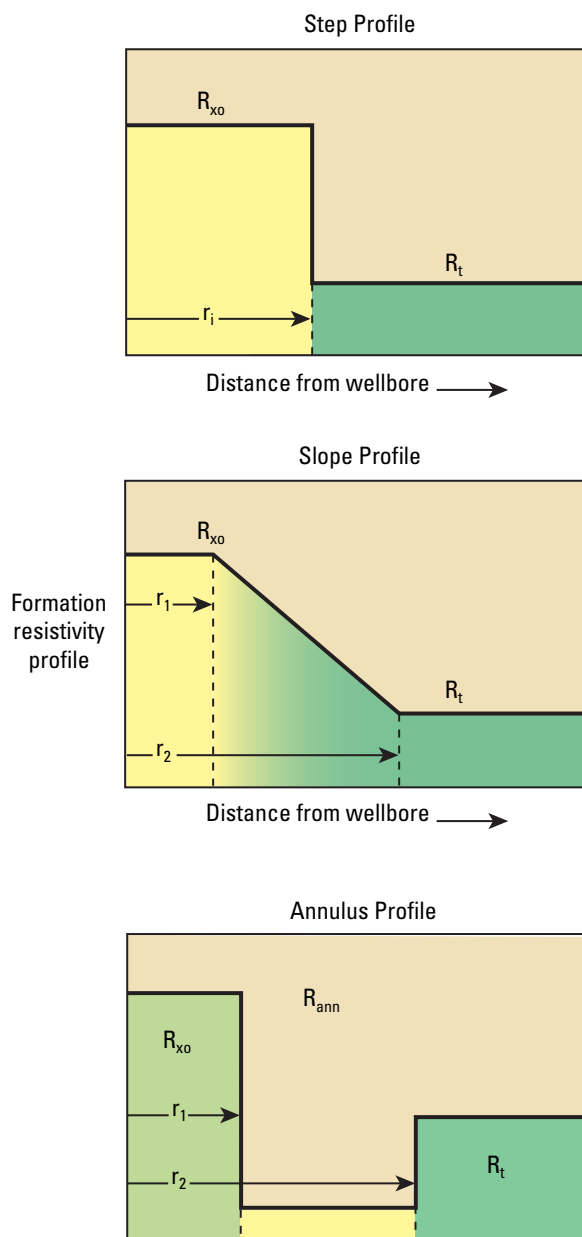 Step Profile
Rxo
Rt
ri
Distance from wellbore
Slope Profile
Rxo
r1
Formation
resistivity
profile
Rt
r2
Distance from wellbore
Annulus Profile
Rann
Rxo
r1
r2
Rt